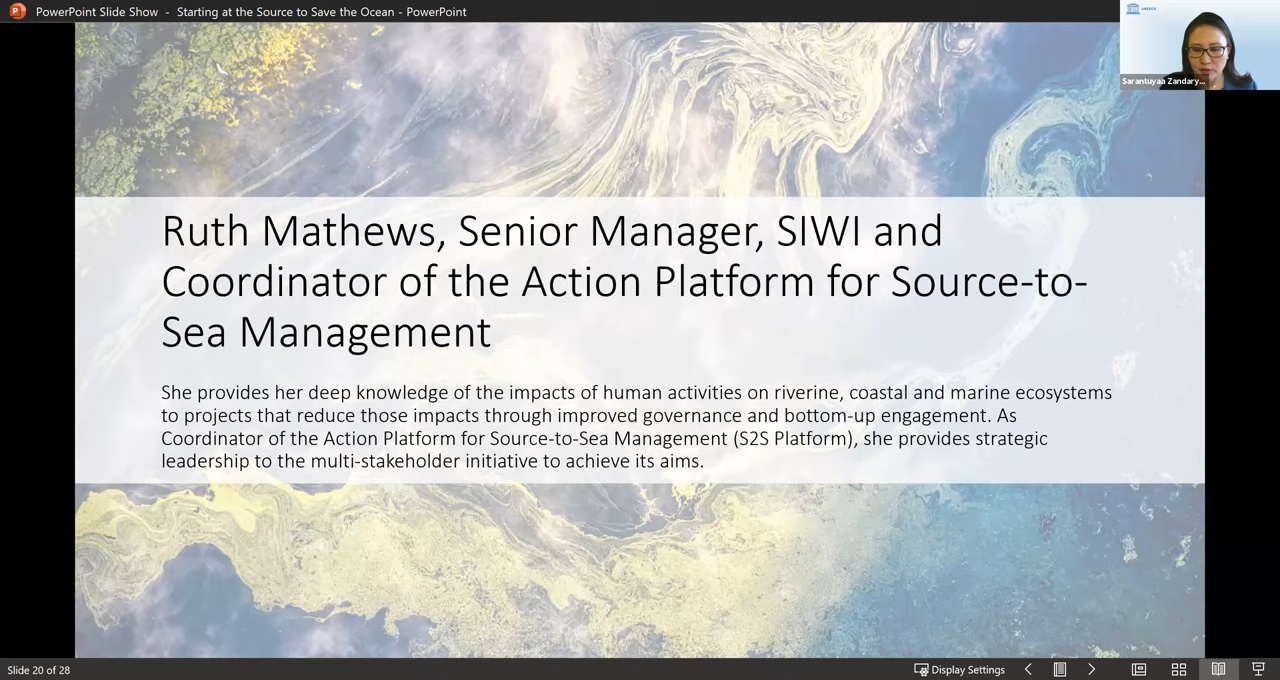 PowerPoint Slide Show - Starting at the Source to Save the Ocean - PowerPoint
Sarantuyaa Zandary...
Ruth Mathews, Senior Manager, SIWI and
Coordinator of the Action Platform for Source-to-
Sea Management
She provides her deep knowledge of the impacts of human activities on riverine, coastal and marine ecosystems
to projects that reduce those impacts through improved governance and bottom-up engagement. As
Coordinator of the Action Platform for Source-to-Sea Management (S2S Platform), she provides strategic
leadership to the multi-stakeholder initiative to achieve its aims.
Slide 20 of 28
Display Settings